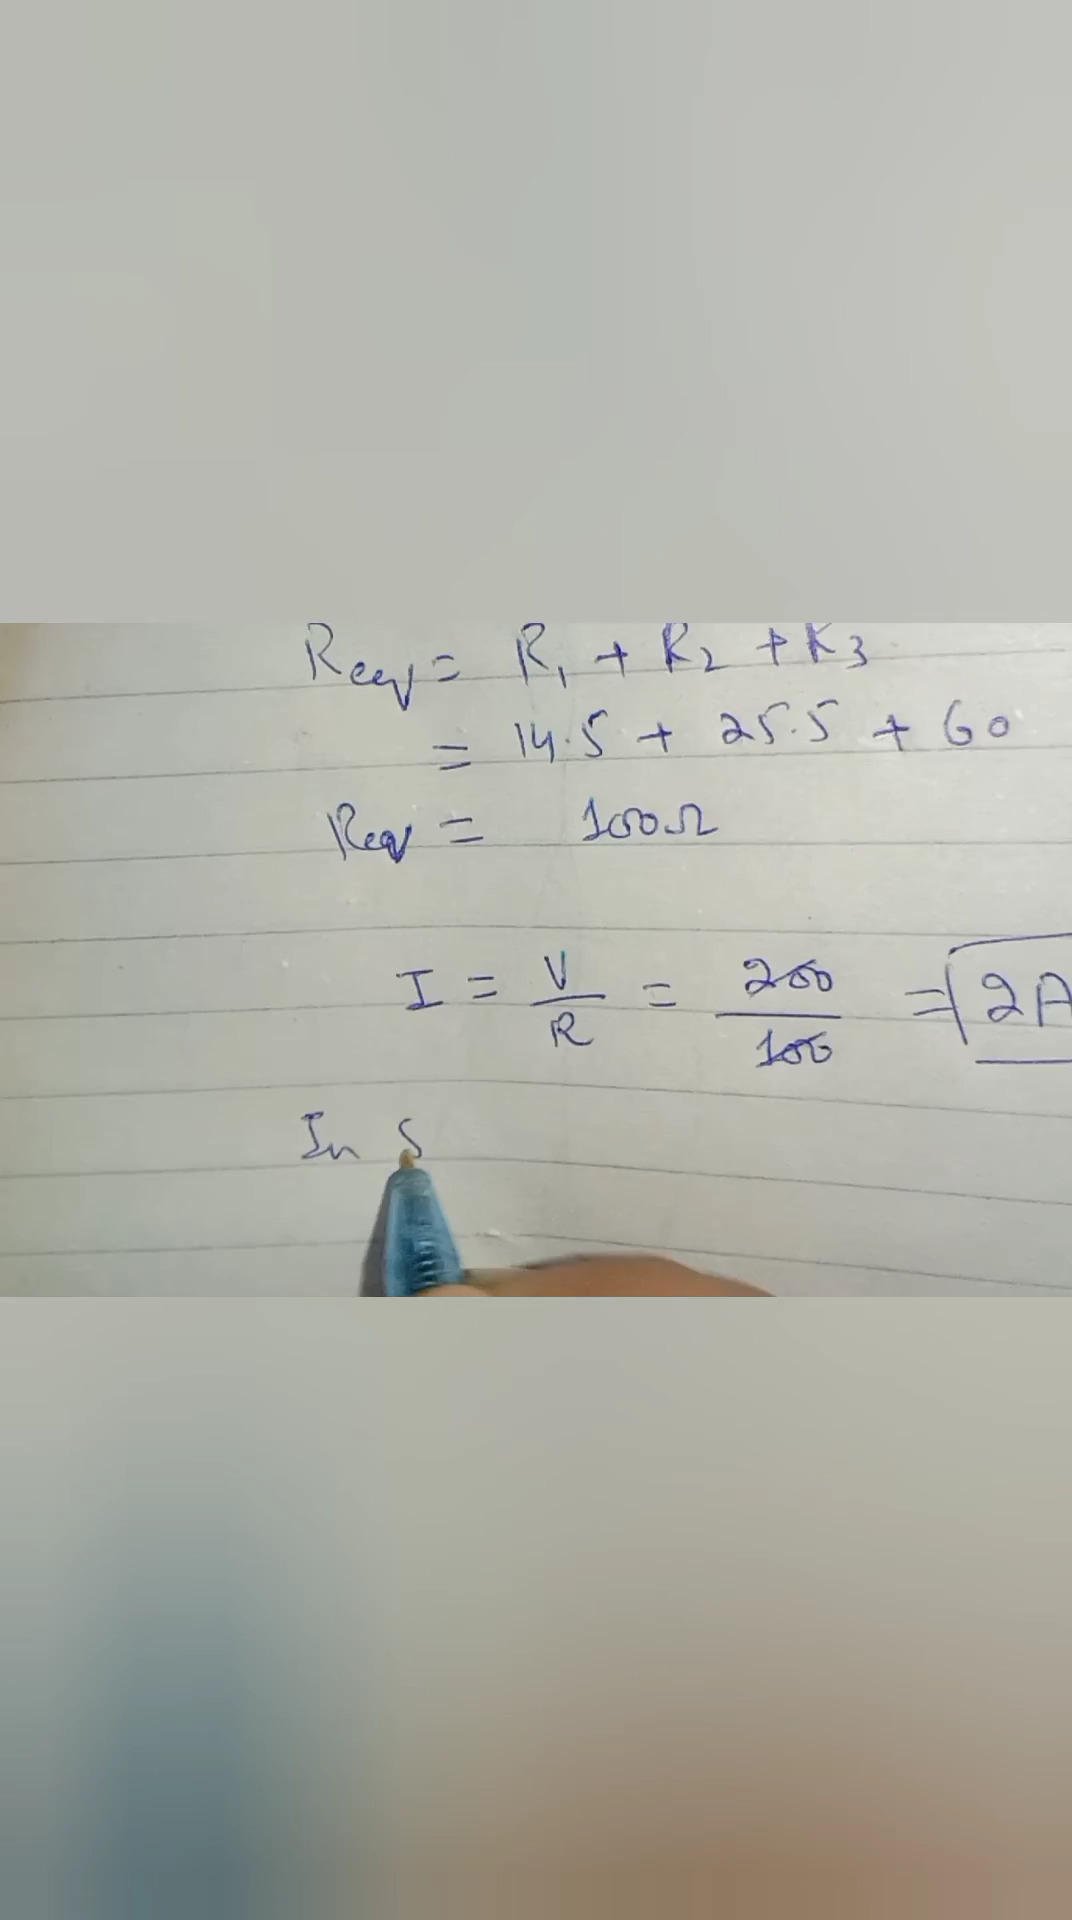 Req = R1 + R2 + R3
= 14.5 + 25.5 + 60
Req = 100Ω
I = V/R = 200/100 = 2A
In S